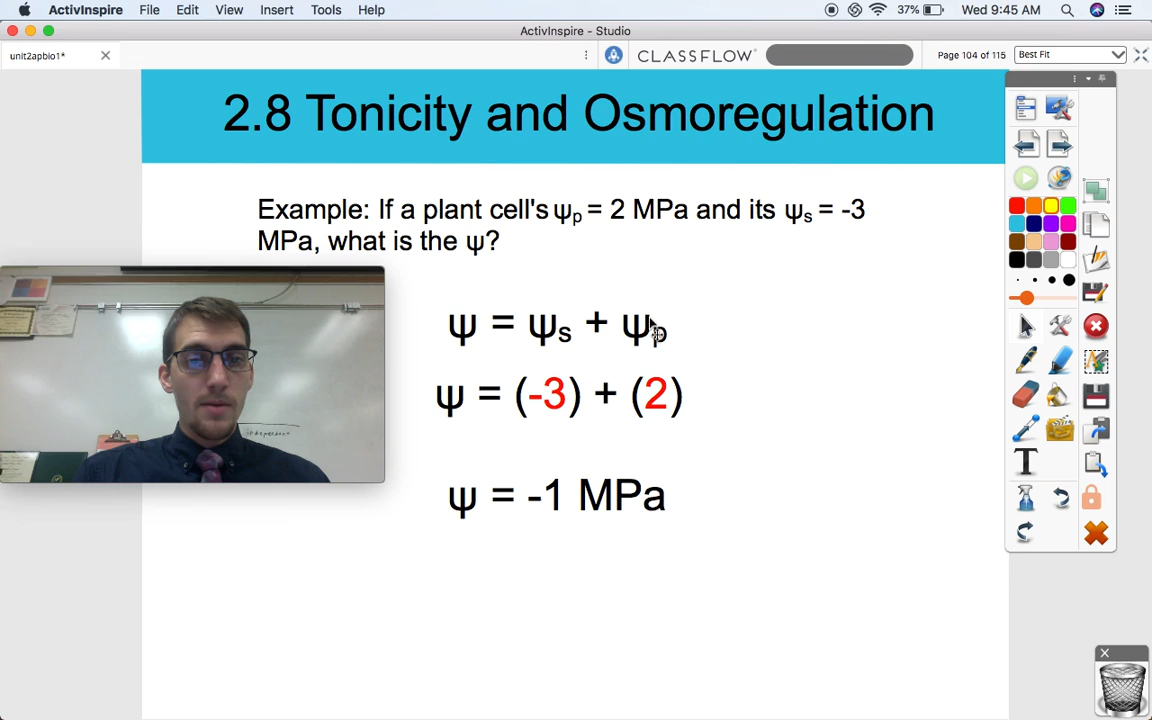 ActivInspire File Edit View Insert Tools Help 37% Wed 9:45 AM
ActivInspire - Studio
unit2apbio1* CLASSFLOW Page 104 of 115 Best Fit
2.8 Tonicity and Osmoregulation
Example: If a plant cell's ψp = 2 MPa and its ψs = -3
MPa, what is the ψ?
ψ = ψs + ψp
ψ = (-3) + (2)
independent
ψ = -1 MPa
T